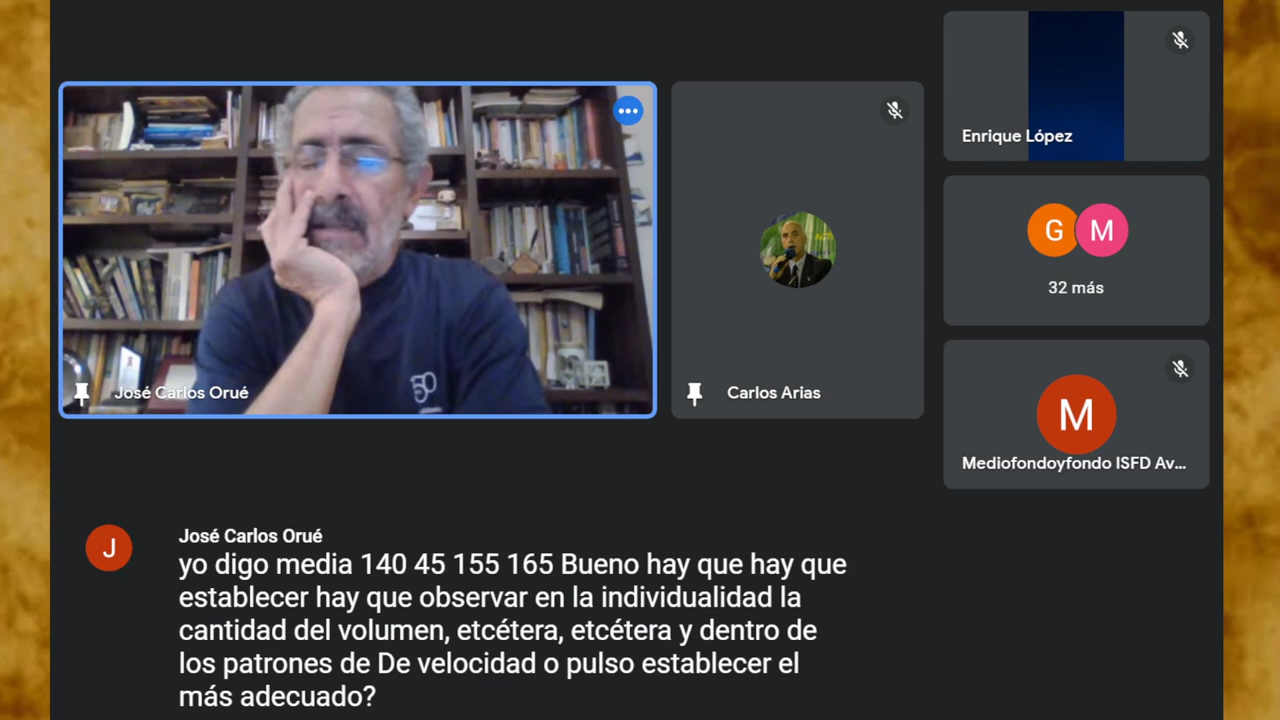 Enrique López
G M
32 más
50
José Carlos Orué
Carlos Arias
M
Mediofondoyfondo ISFD Av...
J
José Carlos Orué
yo digo media 140 45 155 165 Bueno hay que hay que
establecer hay que observar en la individualidad la
cantidad del volumen, etcétera, etcétera y dentro de
los patrones de De velocidad o pulso establecer el
más adecuado?